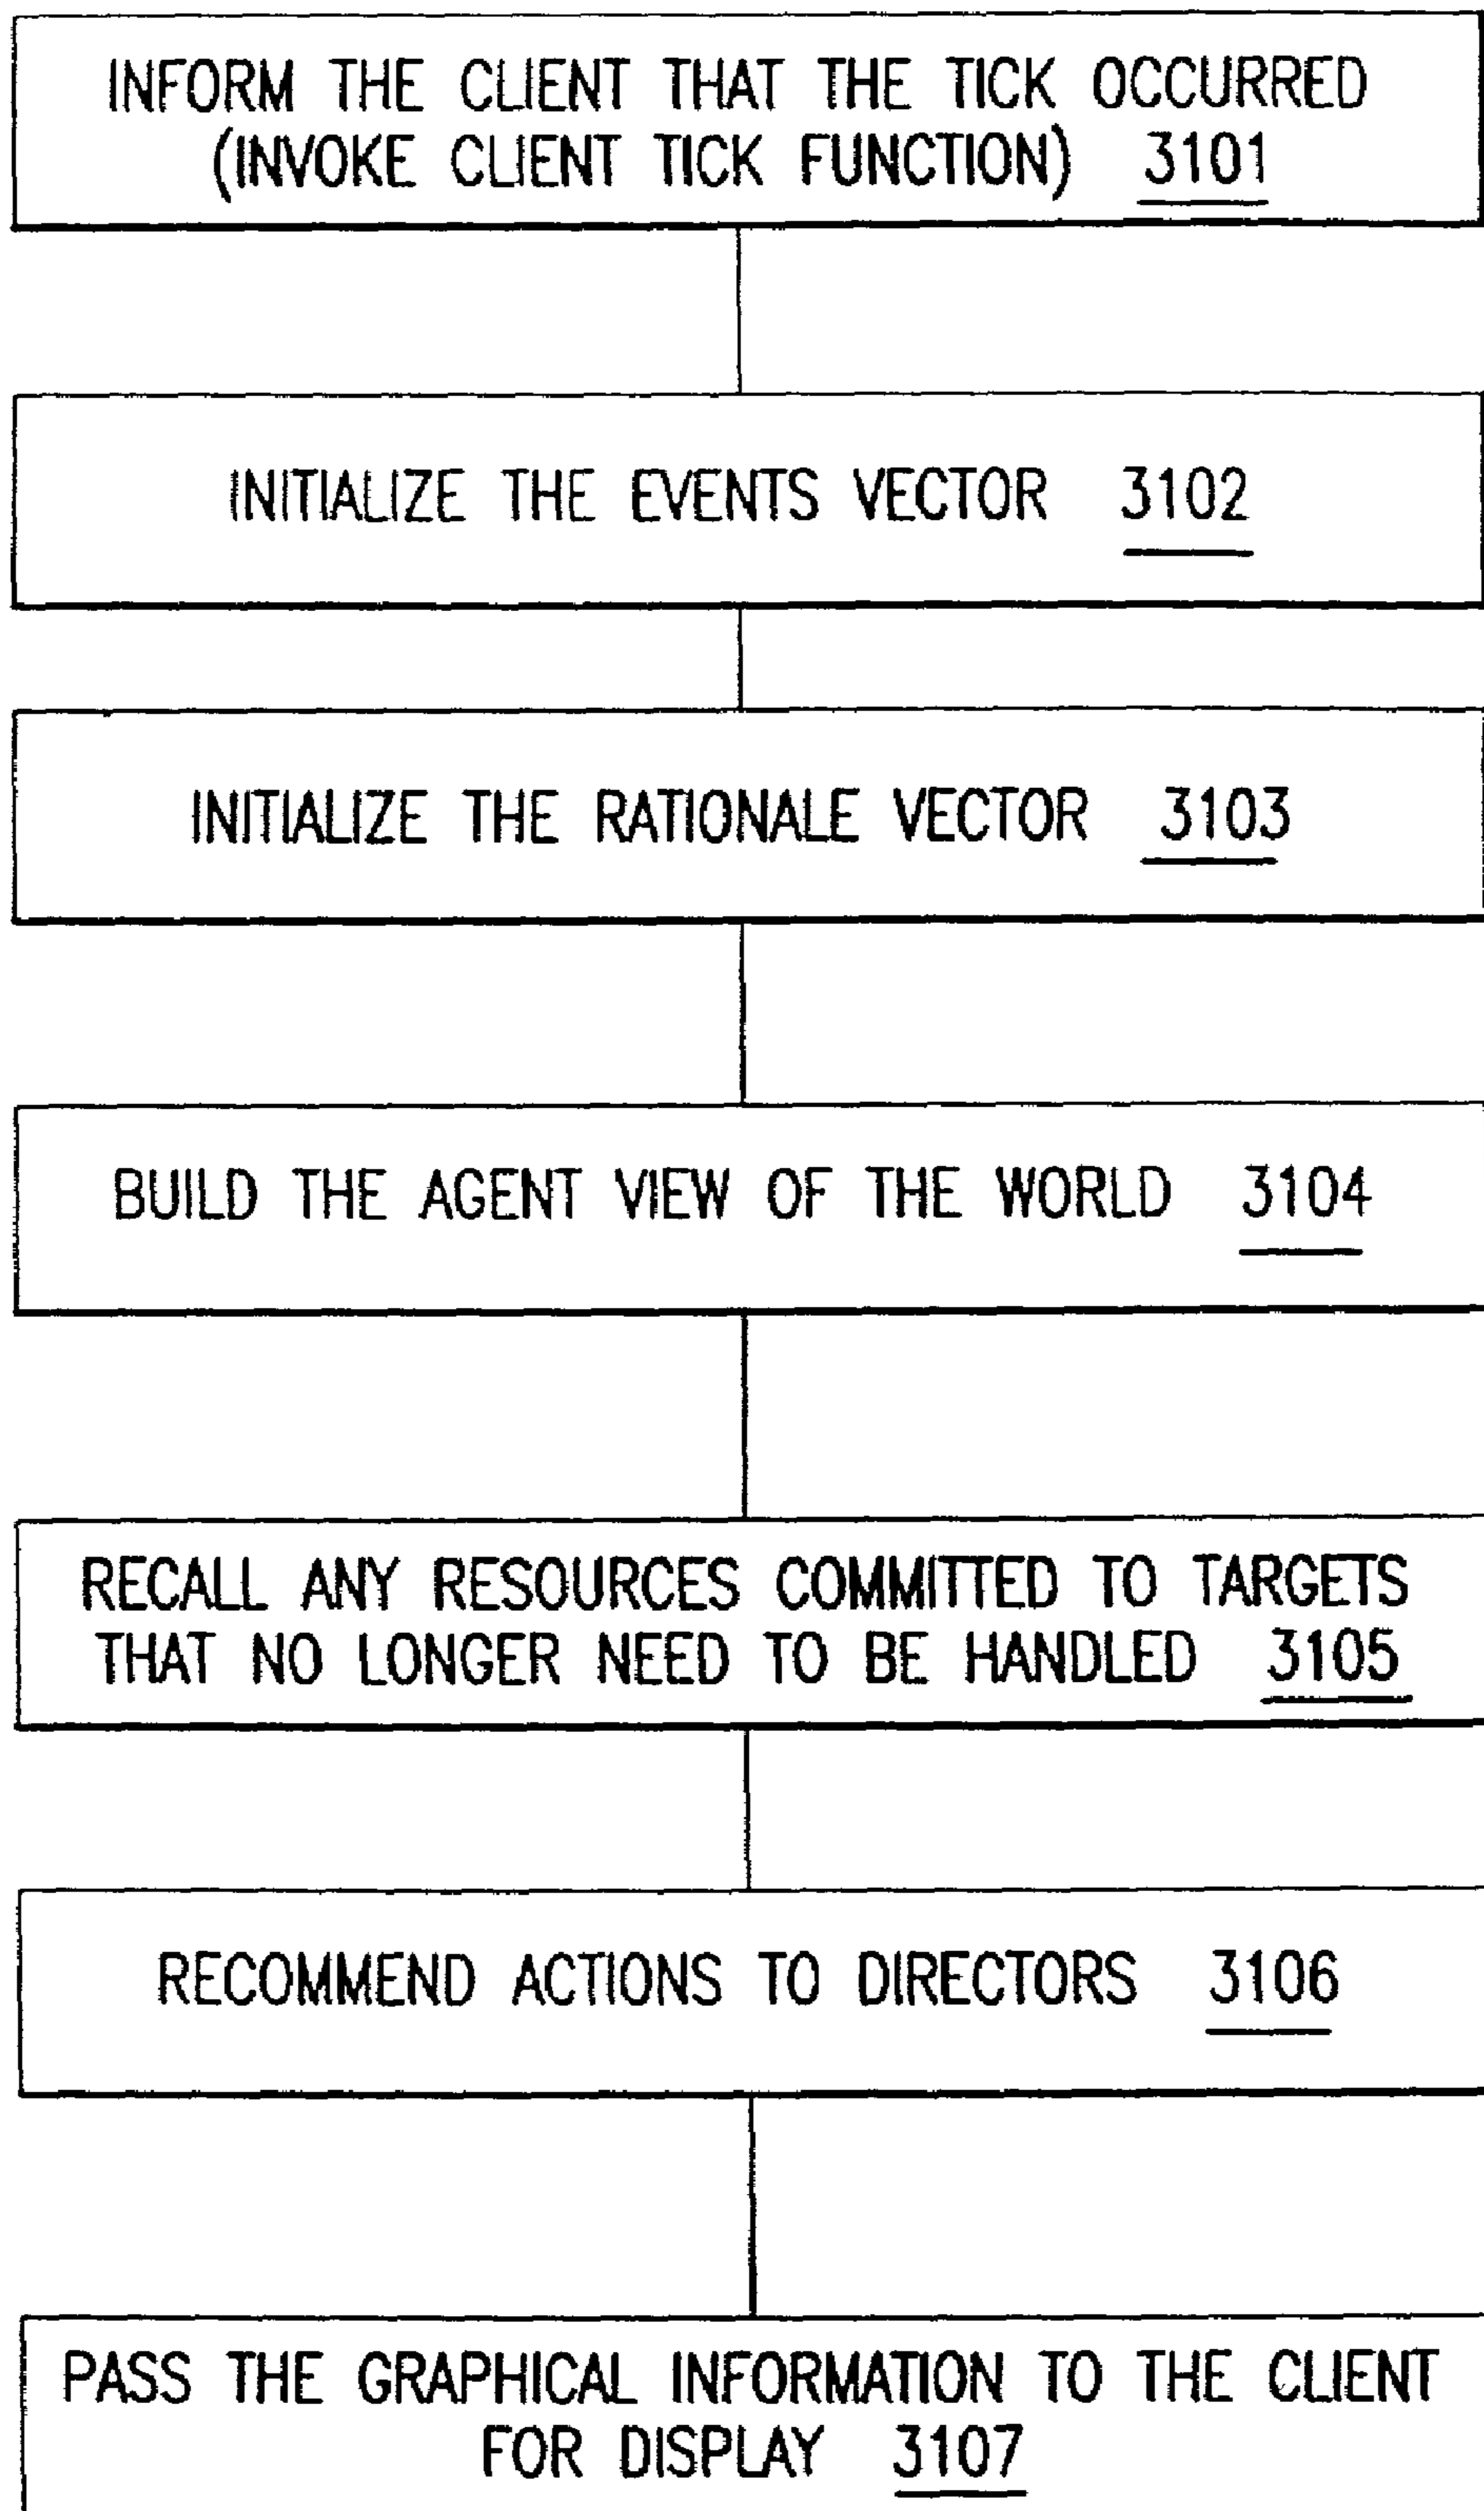 INFORM THE CLIENT THAT THE TICK OCCURRED
(INVOKE CLIENT TICK FUNCTION) 3101
INITIALIZE THE EVENTS VECTOR 3102
INITIALIZE THE RATIONALE VECTOR 3103
BUILD THE AGENT VIEW OF THE WORLD 3104
RECALL ANY RESOURCES COMMITTED TO TARGETS
THAT NO LONGER NEED TO BE HANDLED 3105
RECOMMEND ACTIONS TO DIRECTORS 3106
PASS THE GRAPHICAL INFORMATION TO THE CLIENT
FOR DISPLAY 3107